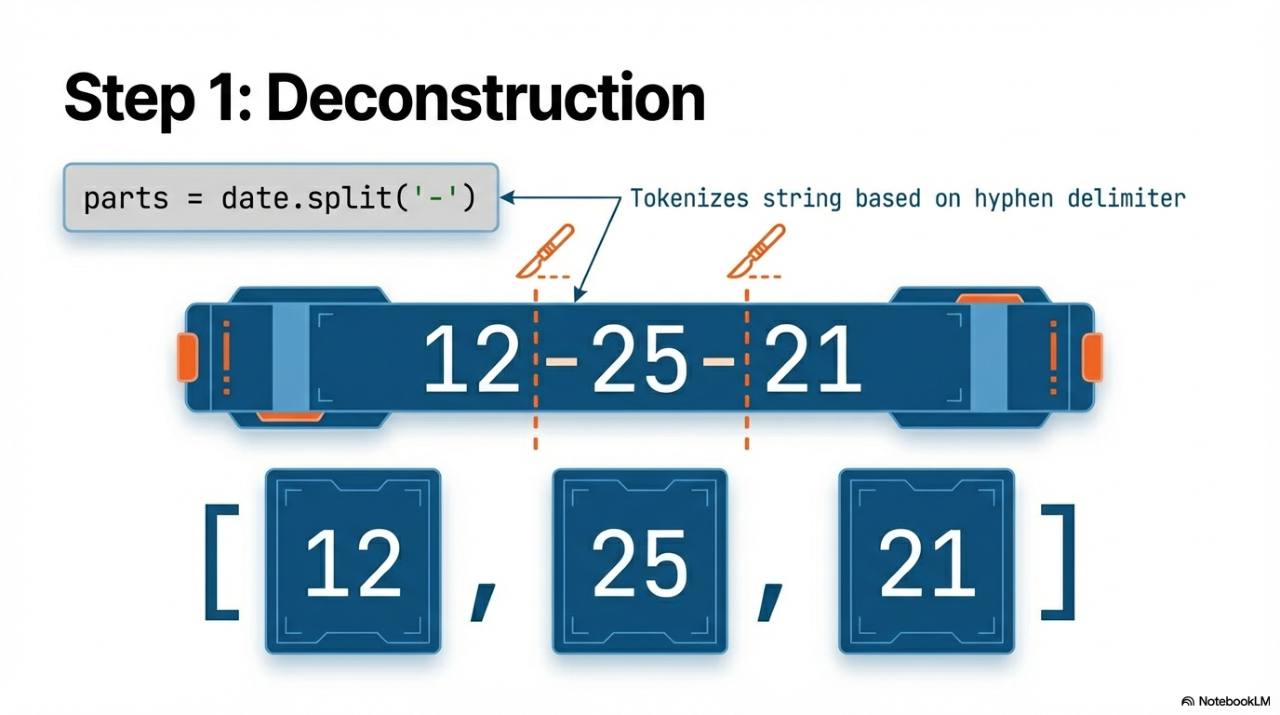 Step 1: Deconstruction
parts = date.split('-')
Tokenizes string based on hyphen delimiter
12-25-21
[ 12 , 25 , 21 ]
NotebookLM